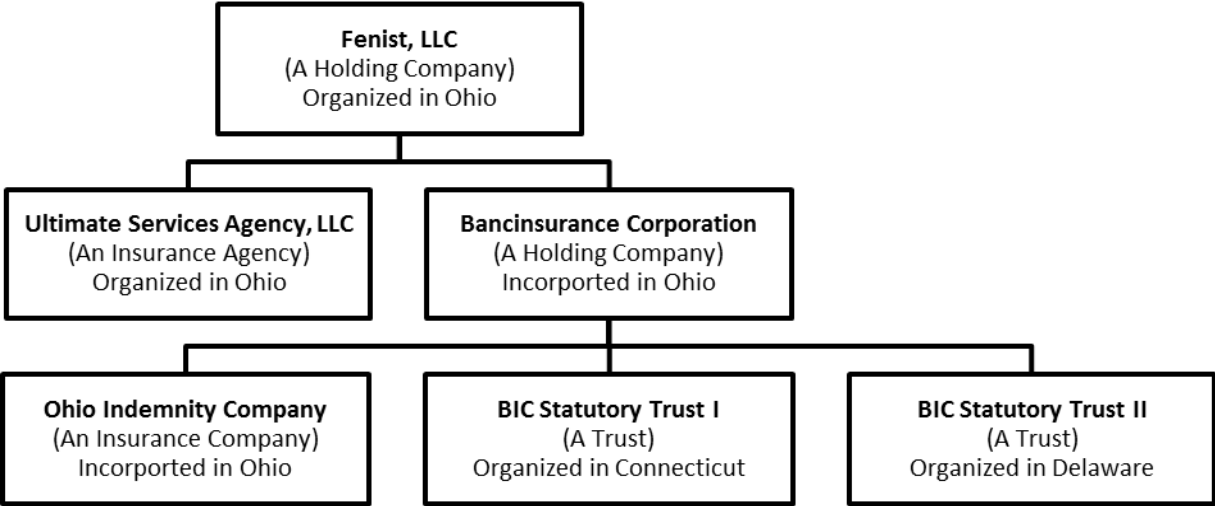 Fenist, LLC
(A Holding Company)
Organized in Ohio
Ultimate Services Agency, LLC
(An Insurance Agency)
Organized in Ohio
Bancinsurance Corporation
(A Holding Company)
Incorported in Ohio
Ohio Indemnity Company
(An Insurance Company)
Incorported in Ohio
BIC Statutory Trust I
(A Trust)
Organized in Connecticut
BIC Statutory Trust II
(A Trust)
Organized in Delaware